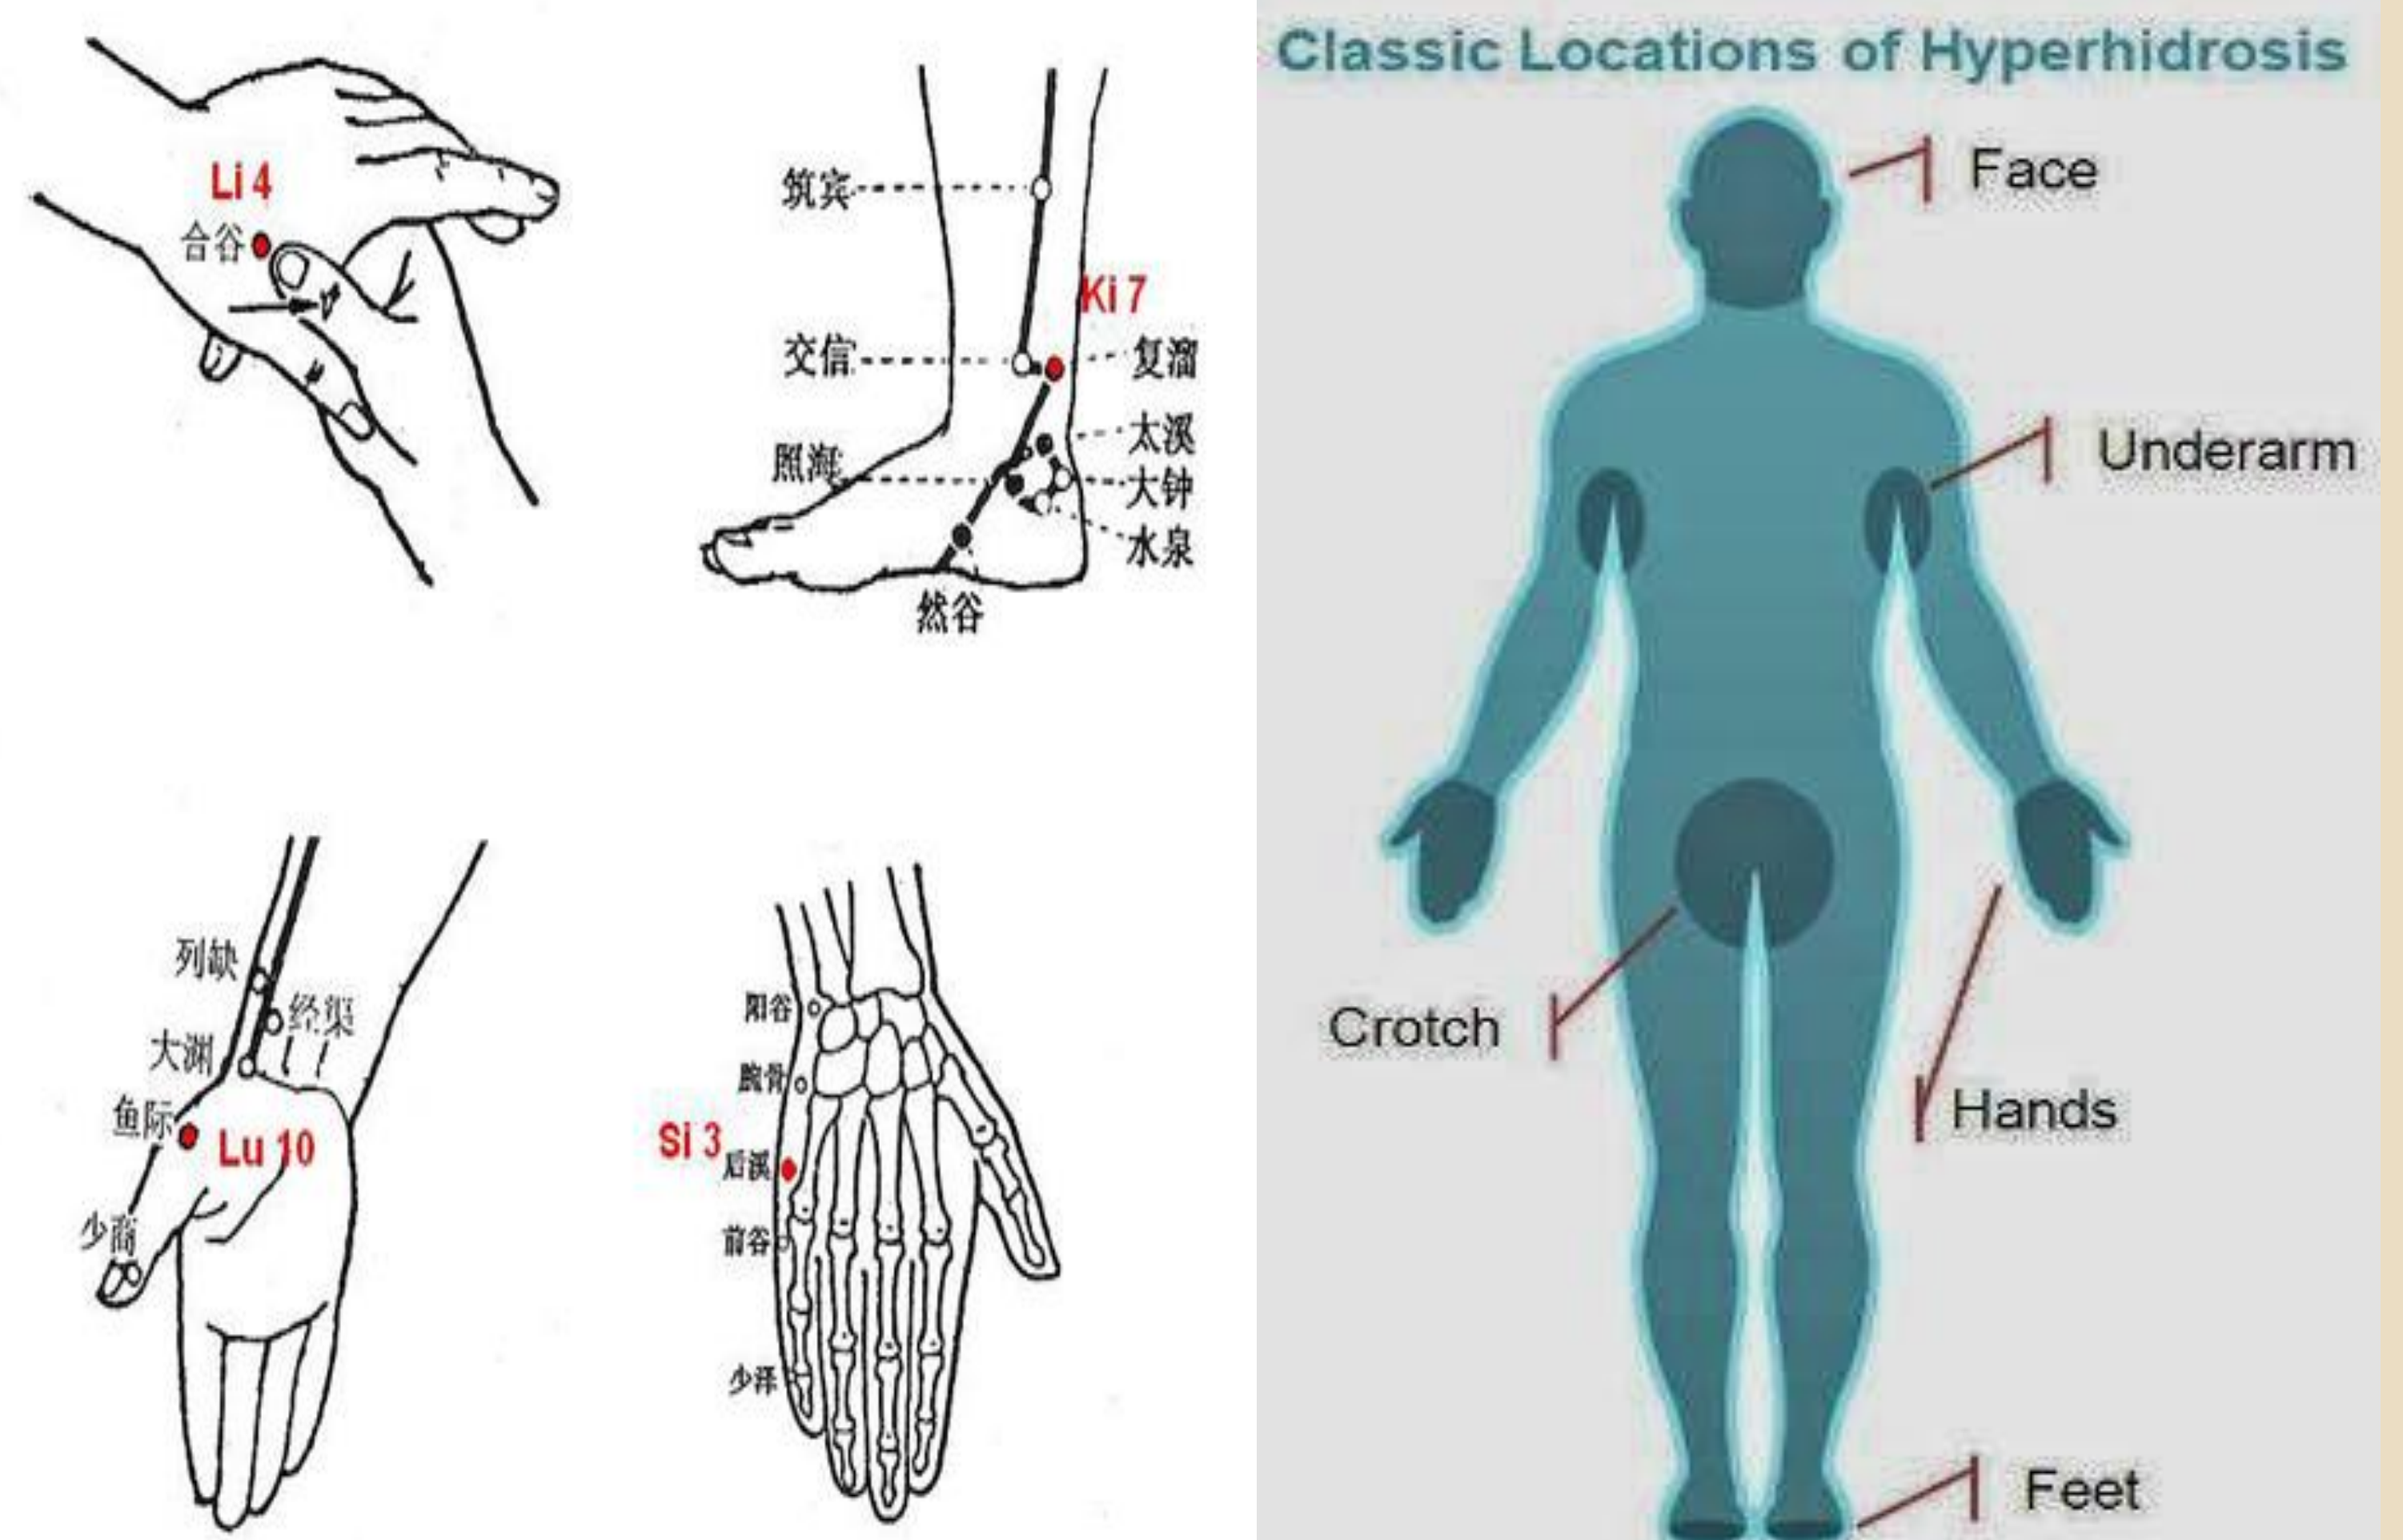 Li 4
合谷
筑宾
Ki 7
交信
复溜
太溪
照海
大钟
水泉
然谷
列缺
经渠
大渊
鱼际
Lu 10
少商
阳谷
腕骨
Si 3
后溪
前谷
少泽
Classic Locations of Hyperhidrosis
Face
Underarm
Crotch
Hands
Feet